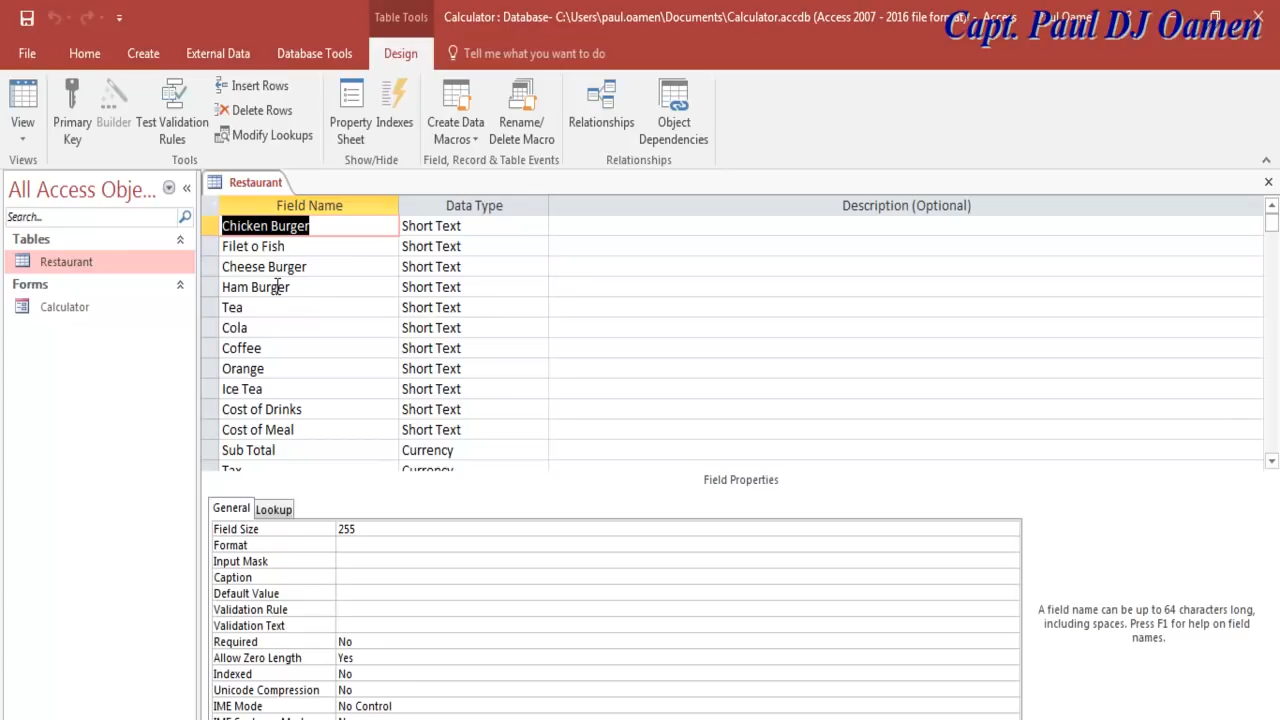 Table Tools
Calculator : Database- C:\Users\paul.oamen\Documents\Calculator.accdb (Access 2007 - 2016 file format) - Access
Capt. Paul DJ Oamen
File Home Create External Data Database Tools Design Tell me what you want to do
View
Primary Key
Builder
Test Validation Rules
Insert Rows
Delete Rows
Modify Lookups
Property Sheet
Indexes
Create Data Macros
Rename/ Delete Macro
Relationships
Object Dependencies
Views Tools Show/Hide Field, Record & Table Events Relationships
All Access Obje... «
Search...
Tables
Restaurant
Forms
Calculator
Restaurant
Field Name Data Type Description (Optional)
Chicken Burger Short Text
Filet o Fish Short Text
Cheese Burger Short Text
Ham Burger Short Text
Tea Short Text
Cola Short Text
Coffee Short Text
Orange Short Text
Ice Tea Short Text
Cost of Drinks Short Text
Cost of Meal Short Text
Sub Total Currency
Tax Currency
Field Properties
General Lookup
Field Size 255
Format
Input Mask
Caption
Default Value
Validation Rule
Validation Text
Required No
Allow Zero Length Yes
Indexed No
Unicode Compression No
IME Mode No Control
A field name can be up to 64 characters long,
including spaces. Press F1 for help on field
names.